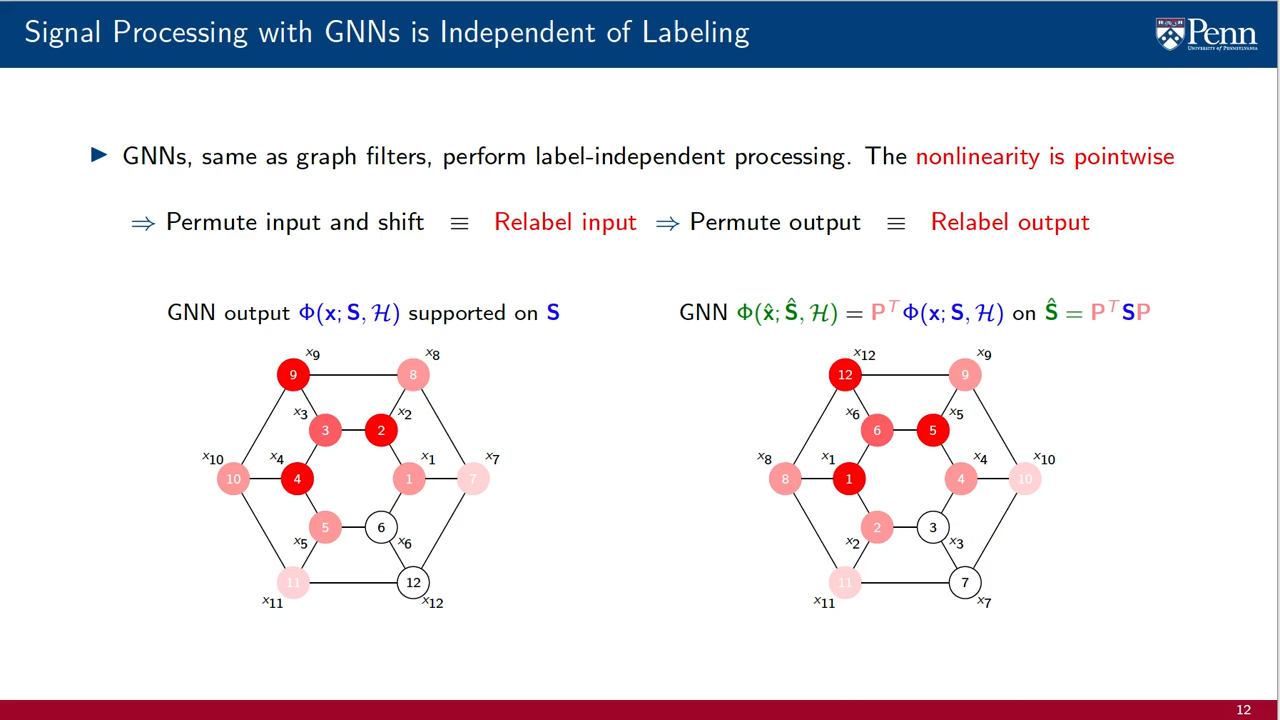 Signal Processing with GNNs is Independent of Labeling
Penn
UNIVERSITY OF PENNSYLVANIA
▶ GNNs, same as graph filters, perform label-independent processing. The nonlinearity is pointwise
⇒ Permute input and shift ≡ Relabel input ⇒ Permute output ≡ Relabel output
GNN output Φ(x; S, ℋ) supported on S
GNN Φ(x̂; Ŝ, ℋ) = Pᵀ Φ(x; S, ℋ) on Ŝ = Pᵀ SP
x9 x8
9 8
x3 x2
3 2
x10 x4 x1 x7
10 4 1 7
5 6
x5 x6
11 12
x11 x12
x12 x9
12 9
x6 x5
6 5
x8 x1 x4 x10
8 1 4 10
2 3
x2 x3
11 7
x11 x7
12